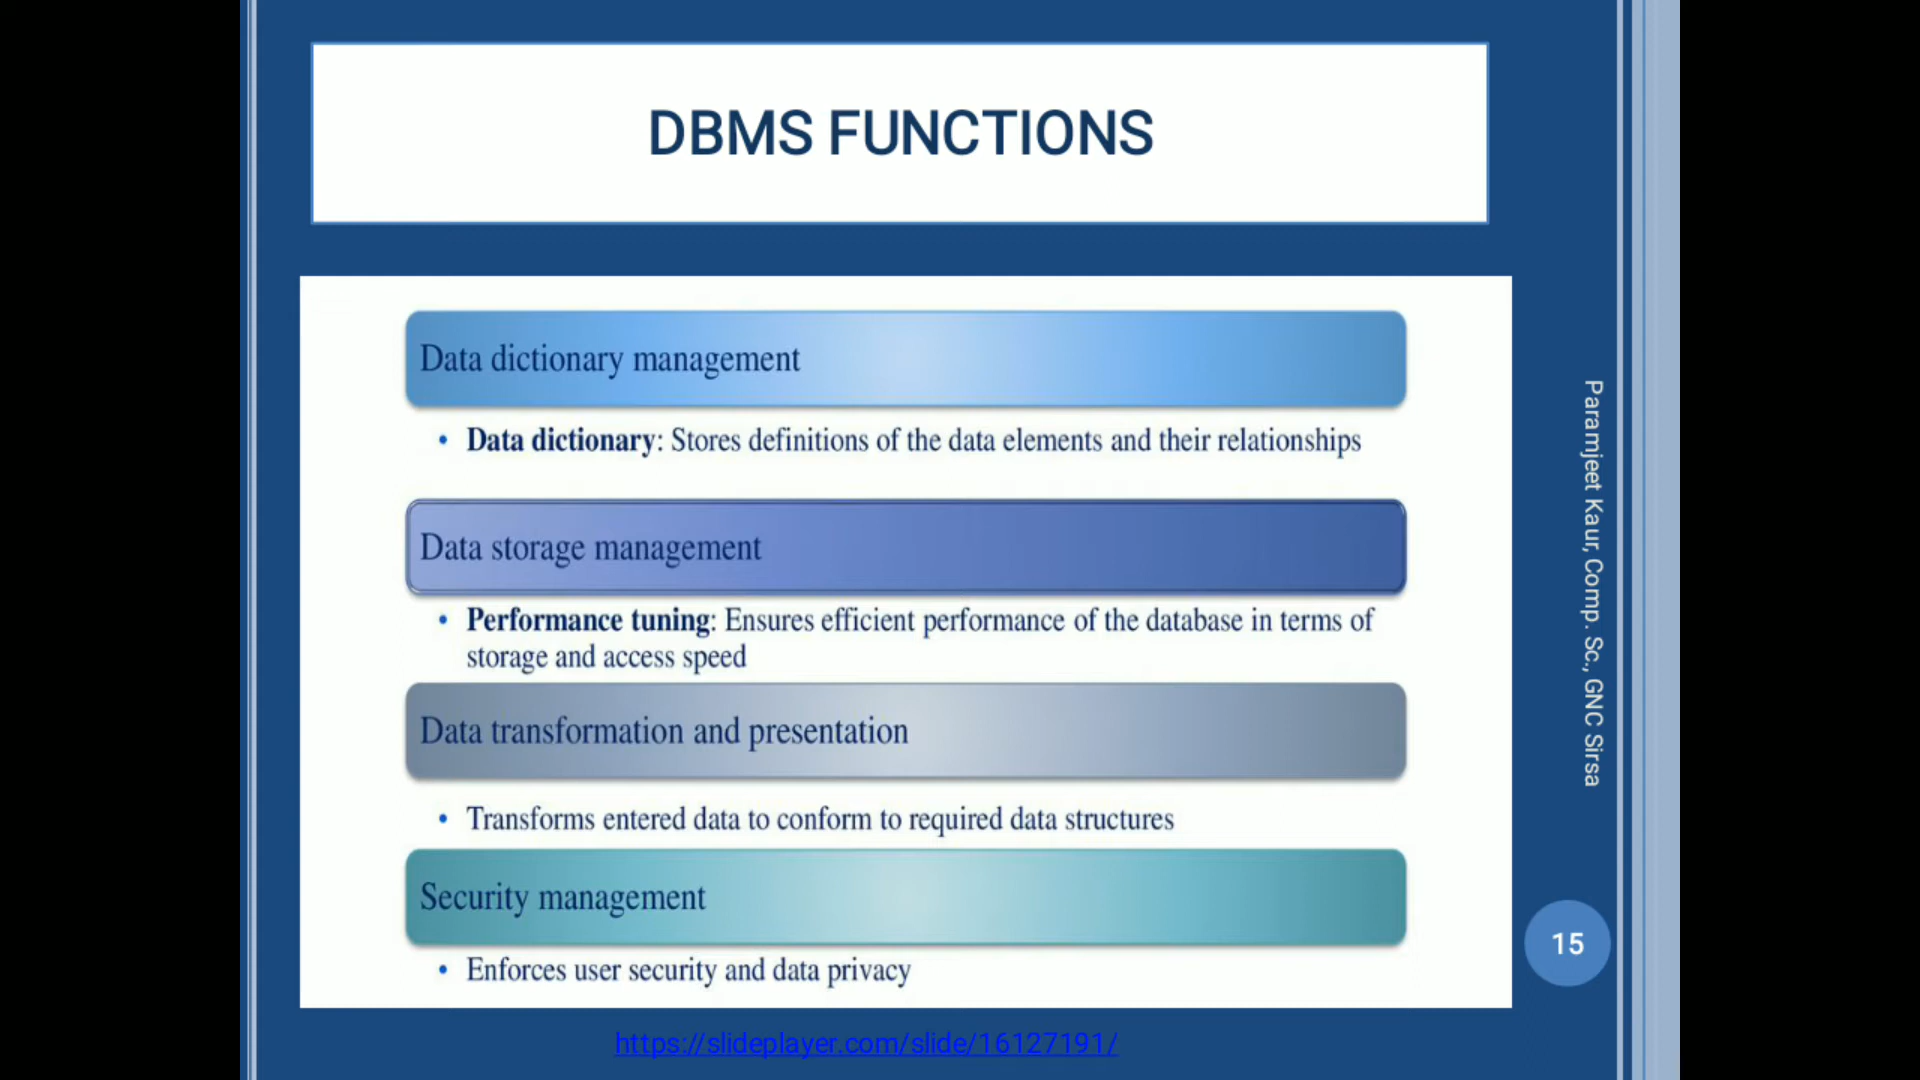 DBMS FUNCTIONS
Data dictionary management
• Data dictionary: Stores definitions of the data elements and their relationships
Data storage management
• Performance tuning: Ensures efficient performance of the database in terms of
storage and access speed
Data transformation and presentation
• Transforms entered data to conform to required data structures
Security management
• Enforces user security and data privacy
Paramjeet Kaur, Comp. Sc., GNC Sirsa
15
https://slideplayer.com/slide/16127191/